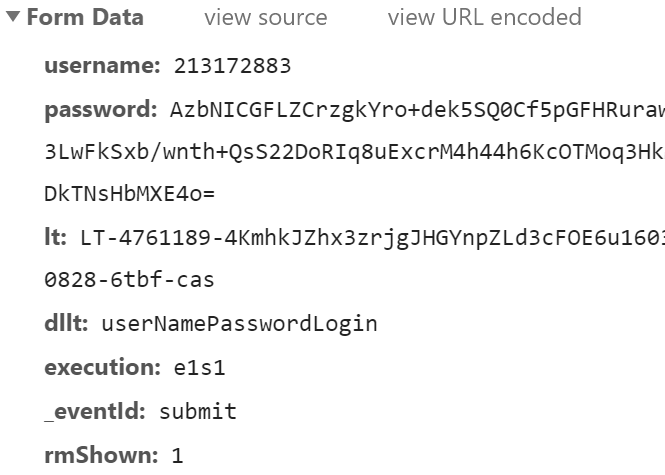 ▼ Form Data view source view URL encoded
username: 213172883
password: AzbNICGFLZCrzgkYro+dek5SQ0Cf5pGFHRuraw
3LwFkSxb/wnth+QsS22DoRIq8uExcrM4h44h6KcOTMoq3Hk
DkTNsHbMXE4o=
lt: LT-4761189-4KmhkJZhx3zrjgJHGYnpZLd3cFOE6u1603
0828-6tbf-cas
dllt: userNamePasswordLogin
execution: e1s1
_eventId: submit
rmShown: 1